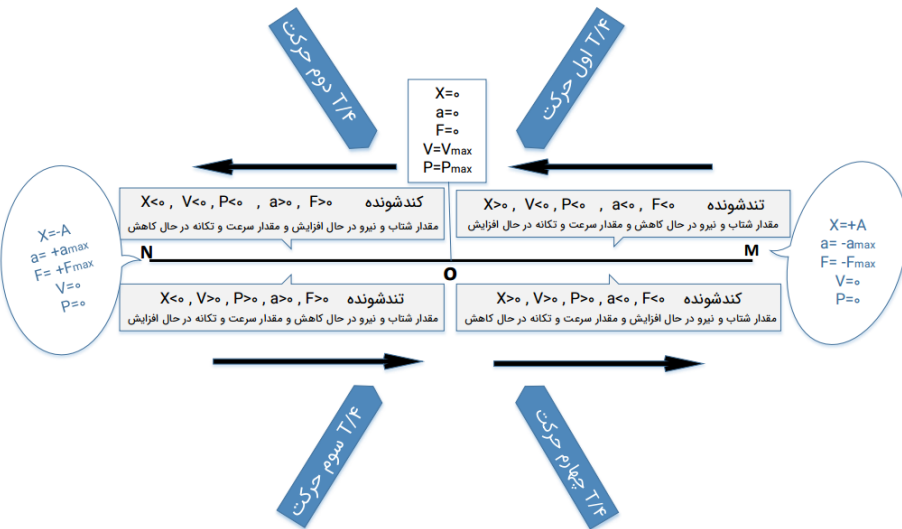 T/۴ دوم حرکت
T/۴ اول حرکت
X=۰
a=۰
F=۰
V=Vmax
P=Pmax
کندشونده X<۰ , V<۰ , P<۰ , a>۰ , F>۰
مقدار شتاب و نیرو در حال افزایش و مقدار سرعت و تکانه در حال کاهش
تندشونده X>۰ , V<۰ , P<۰ , a<۰ , F<۰
مقدار شتاب و نیرو در حال کاهش و مقدار سرعت و تکانه در حال افزایش
X=-A
a= +amax
F= +Fmax
V=۰
P=۰
N
O
M
X=+A
a= -amax
F= -Fmax
V=۰
P=۰
تندشونده X<۰ , V>۰ , P>۰ , a>۰ , F>۰
مقدار شتاب و نیرو در حال کاهش و مقدار سرعت و تکانه در حال افزایش
کندشونده X>۰ , V>۰ , P>۰ , a<۰ , F<۰
مقدار شتاب و نیرو در حال افزایش و مقدار سرعت و تکانه در حال کاهش
T/۴ سوم حرکت
T/۴ چهارم حرکت